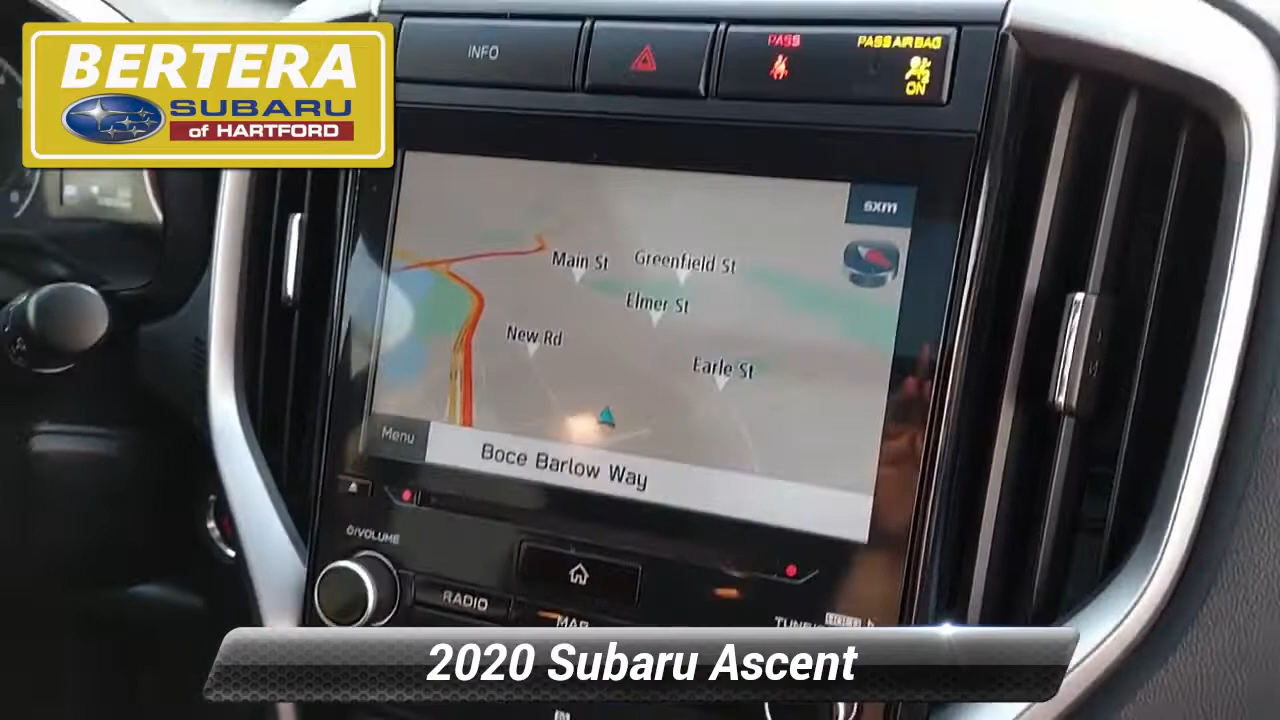 BERTERA
SUBARU
of HARTFORD
INFO
PASS
PASS AIR BAG
ON
sxm
Main St
Greenfield St
Elmer St
New Rd
Earle St
Menu
Boce Barlow Way
VOLUME
RADIO
MAP
2020 Subaru Ascent